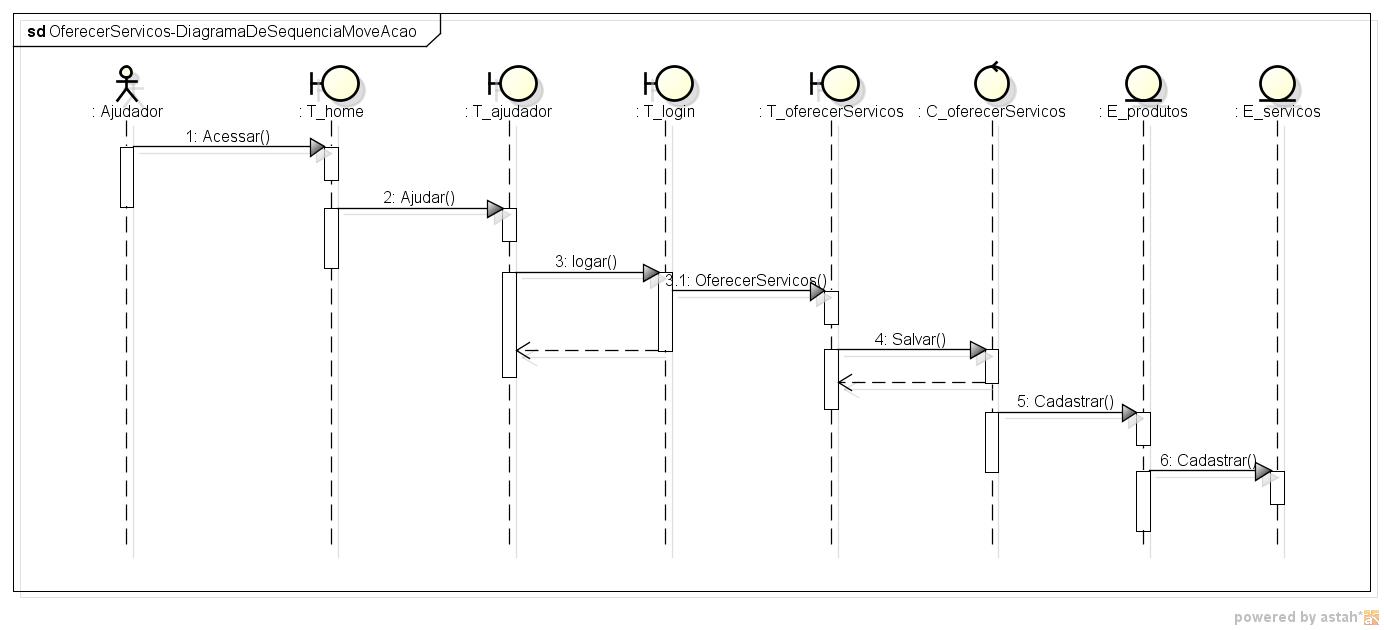 sd OferecerServicos-DiagramaDeSequenciaMoveAcao
: Ajudador
: T_home
: T_ajudador
: T_login
: T_oferecerServicos
: C_oferecerServicos
: E_produtos
: E_servicos
1: Acessar()
2: Ajudar()
3: logar()
3.1: OferecerServicos()
4: Salvar()
5: Cadastrar()
6: Cadastrar()
powered by astah*